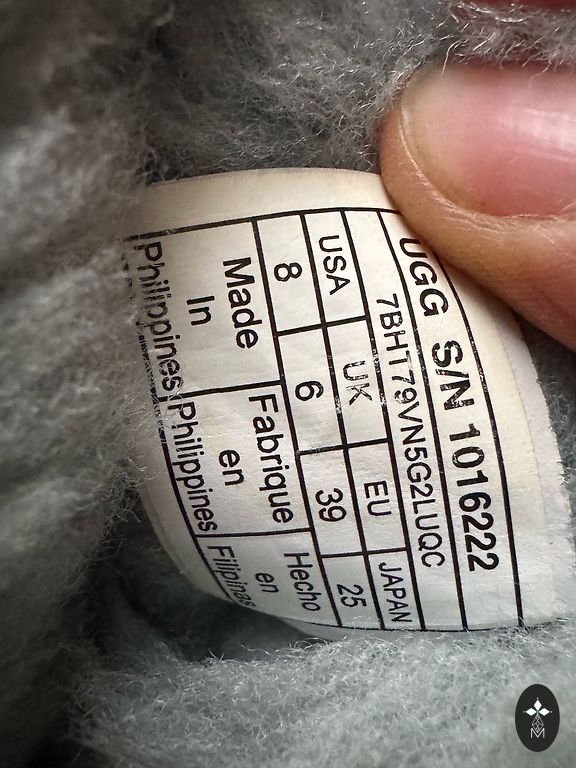 UGG S/N 1016222
7BHT79VN5G2LUQC
USA UK EU JAPAN
8 6 39 25
Made In Philippines
Fabrique en Philippines
Hecho en Filipinas
M